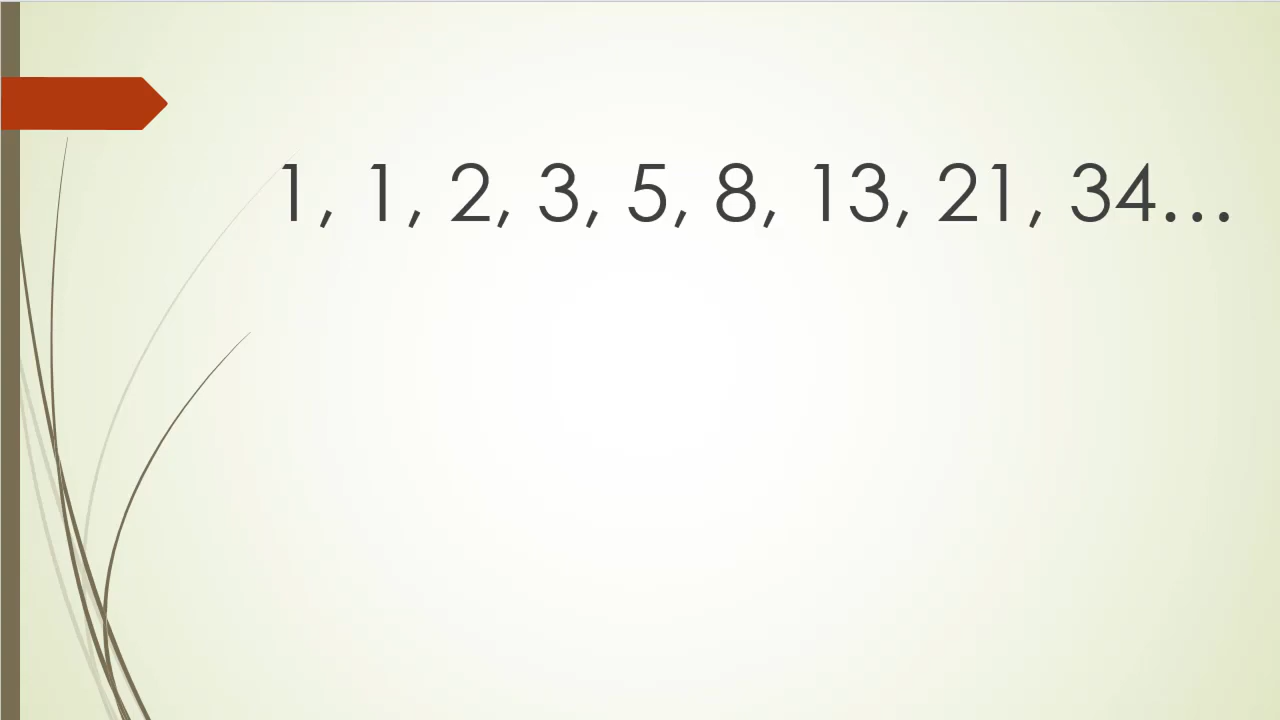 1, 1, 2, 3, 5, 8, 13, 21, 34...